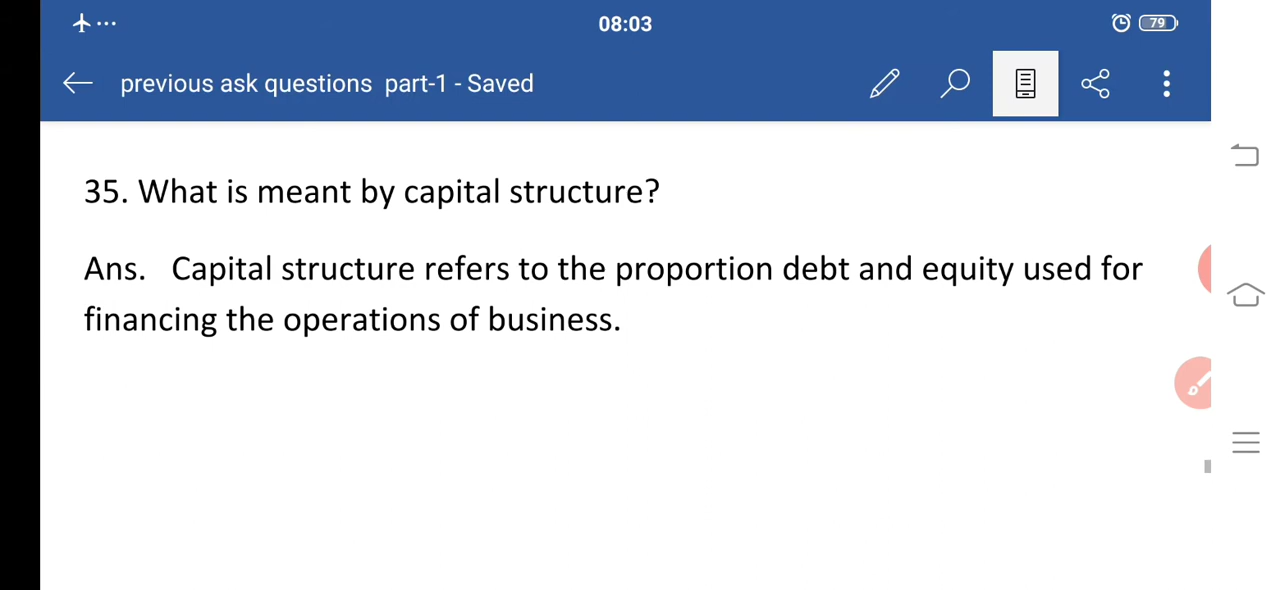 08:03
79
previous ask questions part-1 - Saved
35. What is meant by capital structure?
Ans. Capital structure refers to the proportion debt and equity used for
financing the operations of business.